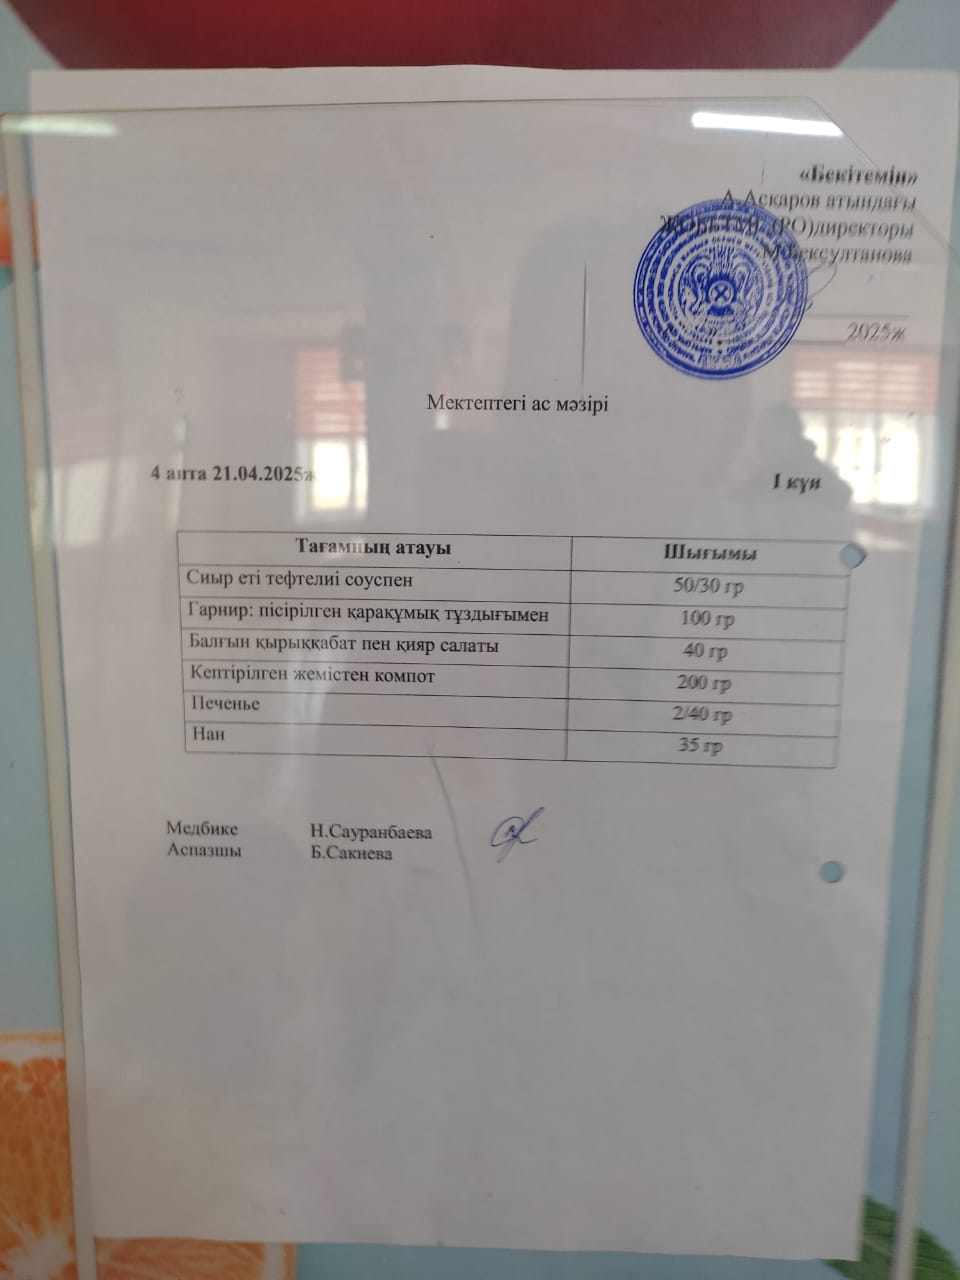 «Бекітемін»
А.Асқаров атындағы
(РО)директоры
2025ж
Мектептегі ас мәзірі
4 апта 21.04.2025ж
1 күн
Тағамның атауы Шығымы
Сиыр еті тефтелиі соуспен 50/30 гр
Гарнир: пісірілген қарақұмық тұздығымен 100 гр
Балғын қырыққабат пен қияр салаты 40 гр
Кептірілген жемістен компот 200 гр
Печенье 2/40 гр
Нан 35 гр
Медбике Н.Сауранбаева
Аспазшы Б.Сакиева